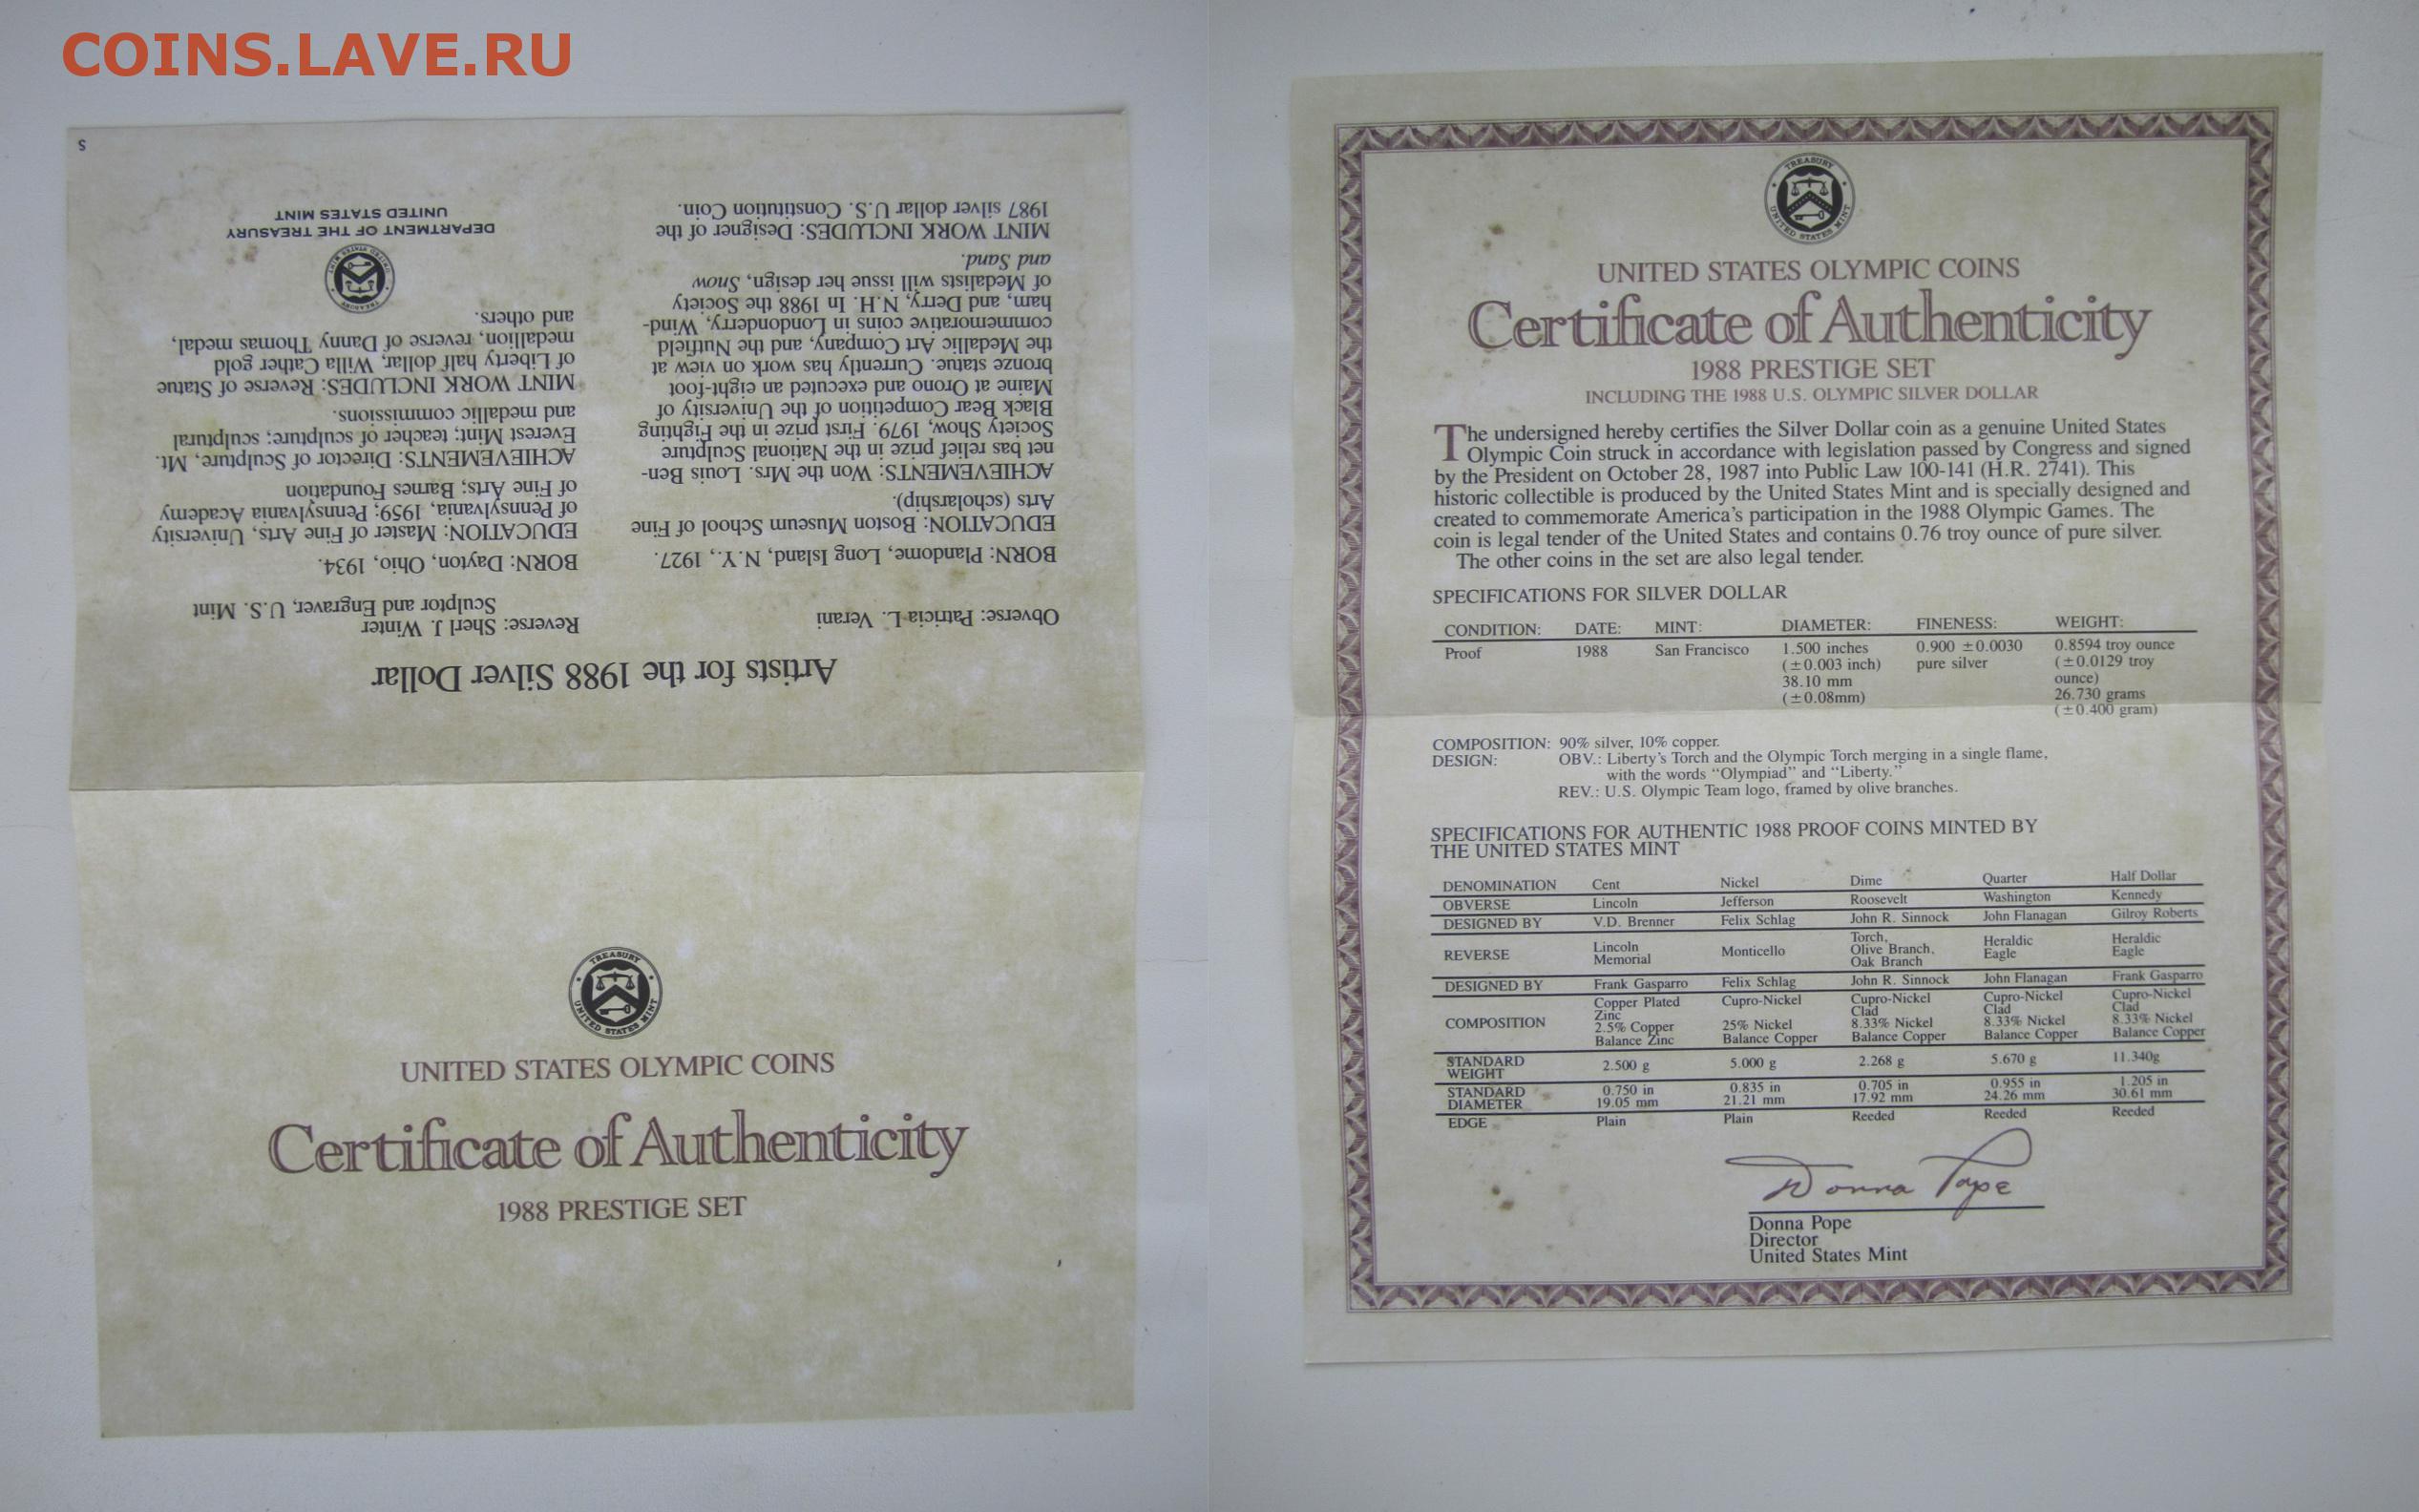 COINS.LAVE.RU
S
Artists for the 1988 Silver Dollar
Obverse: Patricia L. Verani
BORN: Plandome, Long Island, N.Y., 1927.
EDUCATION: Boston Museum School of Fine
Arts (scholarship).
ACHIEVEMENTS: Won the Mrs. Louis Ben-
net bas relief prize in the National Sculpture
Society Show, 1979. First prize in the Fighting
Black Bear Competition of the University of
Maine at Orono and executed an eight-foot
bronze statue. Currently has work on view at
the Medallic Art Company, and the Nutfield
commemorative coins in Londonderry, Wind-
ham, and Derry, N.H. In 1988 the Society
of Medalists will issue her design, Snow
and Sand.
MINT WORK INCLUDES: Designer of the
1987 silver dollar U.S. Constitution Coin.
Reverse: Sherl J. Winter
Sculptor and Engraver, U.S. Mint
BORN: Dayton, Ohio, 1934.
EDUCATION: Master of Fine Arts, University
of Pennsylvania, 1959; Pennsylvania Academy
of Fine Arts; Barnes Foundation
ACHIEVEMENTS: Director of Sculpture, Mt.
Everest Mint; teacher of sculpture; sculptural
and medallic commissions.
MINT WORK INCLUDES: Reverse of Statue
of Liberty half dollar, Willa Cather gold
medallion, reverse of Danny Thomas medal,
and others.
TREASURY
UNITED STATES MINT
DEPARTMENT OF THE TREASURY
UNITED STATES MINT
TREASURY
UNITED STATES MINT
UNITED STATES OLYMPIC COINS
Certificate of Authenticity
1988 PRESTIGE SET
TREASURY
UNITED STATES MINT
UNITED STATES OLYMPIC COINS
Certificate of Authenticity
1988 PRESTIGE SET
INCLUDING THE 1988 U.S. OLYMPIC SILVER DOLLAR
The undersigned hereby certifies the Silver Dollar coin as a genuine United States
Olympic Coin struck in accordance with legislation passed by Congress and signed
by the President on October 28, 1987 into Public Law 100-141 (H.R. 2741). This
historic collectible is produced by the United States Mint and is specially designed and
created to commemorate America's participation in the 1988 Olympic Games. The
coin is legal tender of the United States and contains 0.76 troy ounce of pure silver.
The other coins in the set are also legal tender.
SPECIFICATIONS FOR SILVER DOLLAR
CONDITION: DATE: MINT: DIAMETER: FINENESS: WEIGHT:
Proof 1988 San Francisco 1.500 inches 0.900 ±0.0030 0.8594 troy ounce
(±0.003 inch) pure silver (±0.0129 troy
38.10 mm ounce)
(±0.08mm) 26.730 grams
(±0.400 gram)
COMPOSITION: 90% silver, 10% copper.
DESIGN: OBV.: Liberty's Torch and the Olympic Torch merging in a single flame,
with the words "Olympiad" and "Liberty."
REV.: U.S. Olympic Team logo, framed by olive branches.
SPECIFICATIONS FOR AUTHENTIC 1988 PROOF COINS MINTED BY
THE UNITED STATES MINT
DENOMINATION Cent Nickel Dime Quarter Half Dollar
OBVERSE Lincoln Jefferson Roosevelt Washington Kennedy
DESIGNED BY V.D. Brenner Felix Schlag John R. Sinnock John Flanagan Gilroy Roberts
REVERSE Lincoln Monticello Torch, Heraldic Heraldic
Memorial Olive Branch, Eagle Eagle
Oak Branch
DESIGNED BY Frank Gasparro Felix Schlag John R. Sinnock John Flanagan Frank Gasparro
COMPOSITION Copper Plated Cupro-Nickel Cupro-Nickel Cupro-Nickel Cupro-Nickel
Zinc Clad Clad Clad
2.5% Copper 25% Nickel 8.33% Nickel 8.33% Nickel 8.33% Nickel
Balance Zinc Balance Copper Balance Copper Balance Copper Balance Copper
STANDARD
WEIGHT 2.500 g 5.000 g 2.268 g 5.670 g 11.340g
STANDARD 0.750 in 0.835 in 0.705 in 0.955 in 1.205 in
DIAMETER 19.05 mm 21.21 mm 17.92 mm 24.26 mm 30.61 mm
EDGE Plain Plain Reeded Reeded Reeded
Donna Pope
Donna Pope
Director
United States Mint